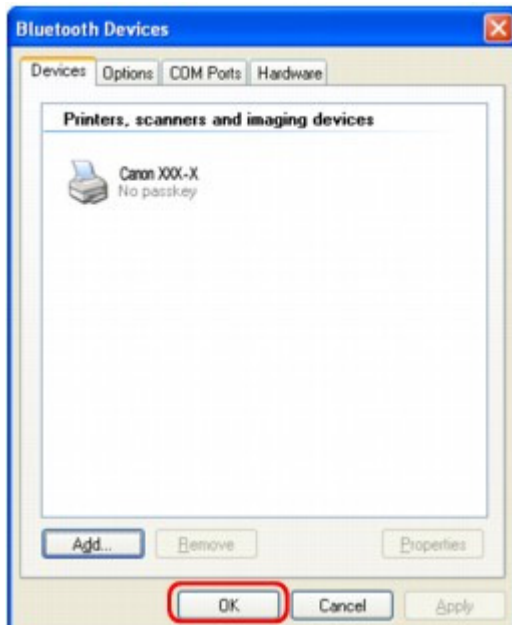 Bluetooth Devices
Devices Options COM Ports Hardware
Printers, scanners and imaging devices
Canon XXX-X
No passkey
Add... Remove Properties
OK Cancel Apply